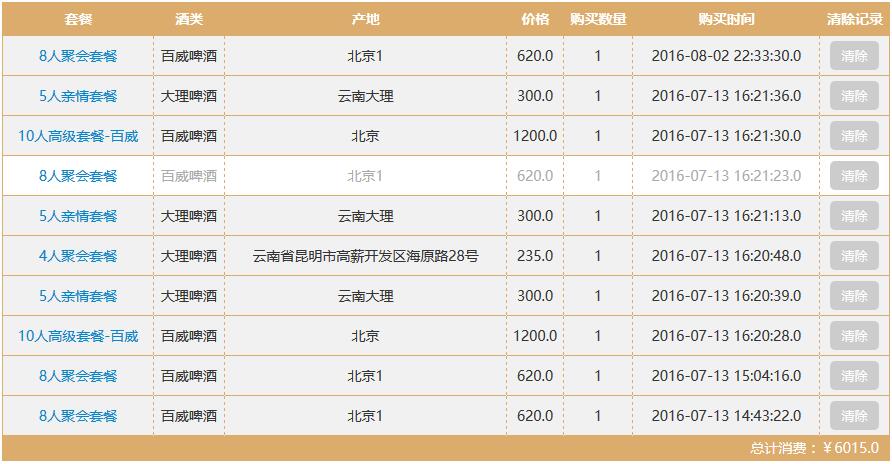 套餐 酒类 产地 价格 购买数量 购买时间 清除记录
8人聚会套餐 百威啤酒 北京1 620.0 1 2016-08-02 22:33:30.0 清除
5人亲情套餐 大理啤酒 云南大理 300.0 1 2016-07-13 16:21:36.0 清除
10人高级套餐-百威 百威啤酒 北京 1200.0 1 2016-07-13 16:21:30.0 清除
8人聚会套餐 百威啤酒 北京1 620.0 1 2016-07-13 16:21:23.0 清除
5人亲情套餐 大理啤酒 云南大理 300.0 1 2016-07-13 16:21:13.0 清除
4人聚会套餐 大理啤酒 云南省昆明市高薪开发区海原路28号 235.0 1 2016-07-13 16:20:48.0 清除
5人亲情套餐 大理啤酒 云南大理 300.0 1 2016-07-13 16:20:39.0 清除
10人高级套餐-百威 百威啤酒 北京 1200.0 1 2016-07-13 16:20:28.0 清除
8人聚会套餐 百威啤酒 北京1 620.0 1 2016-07-13 15:04:16.0 清除
8人聚会套餐 百威啤酒 北京1 620.0 1 2016-07-13 14:43:22.0 清除
总计消费：￥6015.0